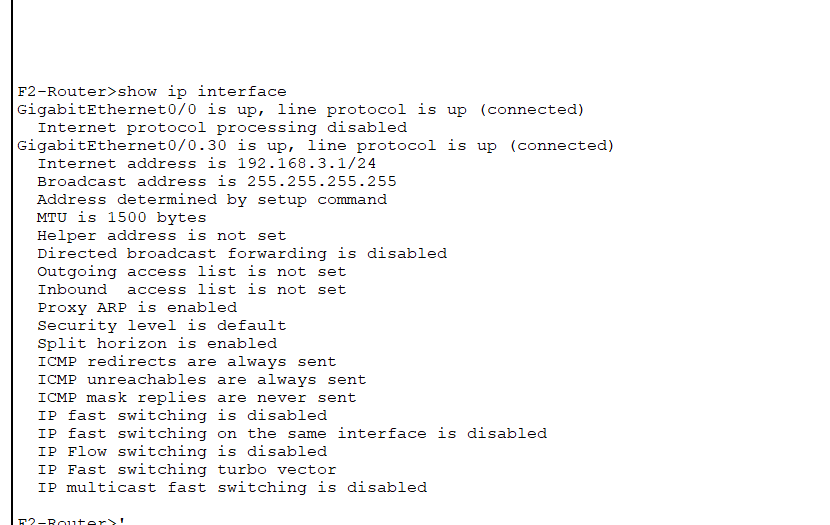 F2-Router>show ip interface
GigabitEthernet0/0 is up, line protocol is up (connected)
  Internet protocol processing disabled
GigabitEthernet0/0.30 is up, line protocol is up (connected)
  Internet address is 192.168.3.1/24
  Broadcast address is 255.255.255.255
  Address determined by setup command
  MTU is 1500 bytes
  Helper address is not set
  Directed broadcast forwarding is disabled
  Outgoing access list is not set
  Inbound  access list is not set
  Proxy ARP is enabled
  Security level is default
  Split horizon is enabled
  ICMP redirects are always sent
  ICMP unreachables are always sent
  ICMP mask replies are never sent
  IP fast switching is disabled
  IP fast switching on the same interface is disabled
  IP Flow switching is disabled
  IP Fast switching turbo vector
  IP multicast fast switching is disabled
F2-Router>